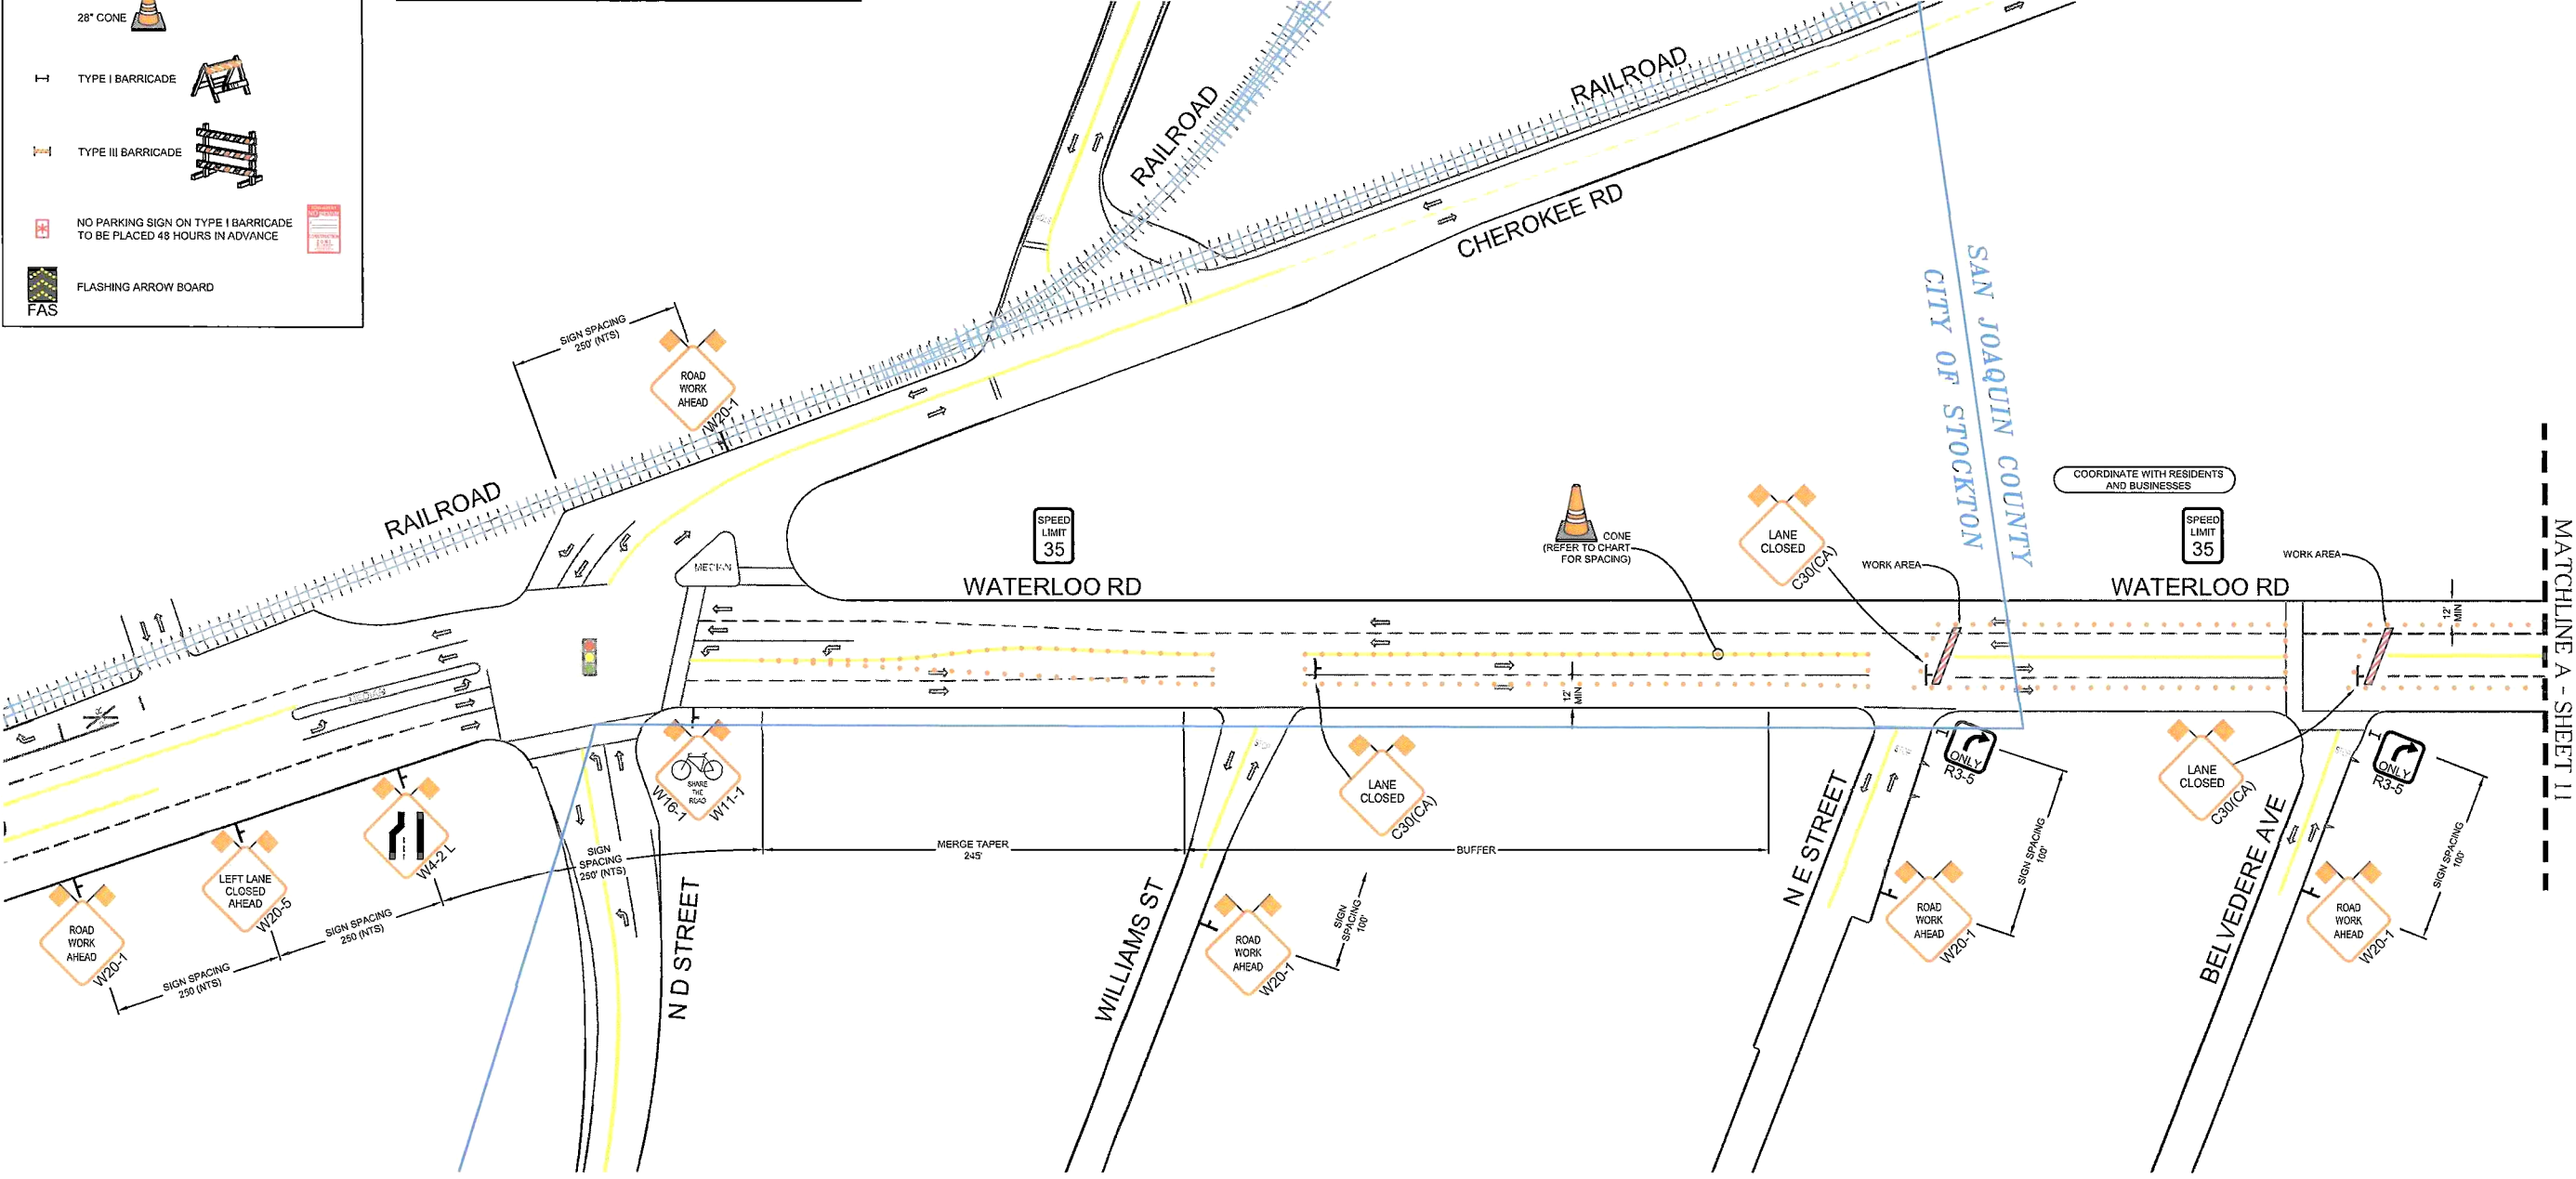 28" CONE
TYPE I BARRICADE
TYPE III BARRICADE
NO PARKING SIGN ON TYPE I BARRICADE
TO BE PLACED 48 HOURS IN ADVANCE
FLASHING ARROW BOARD
FAS
RAILROAD
RAILROAD
CHEROKEE RD
SIGN SPACING
250' (NTS)
ROAD
WORK
AHEAD
W20-1
RAILROAD
SAN JOAQUIN COUNTY
CITY OF STOCKTON
COORDINATE WITH RESIDENTS
AND BUSINESSES
SPEED
LIMIT
35
CONE
(REFER TO CHART
FOR SPACING)
LANE
CLOSED
C30(CA)
WORK AREA
SPEED
LIMIT
35
WORK AREA
MEDIAN
WATERLOO RD
WATERLOO RD
12'
MIN
12'
MIN
MATCHLINE A - SHEET 11
SHARE
THE
ROAD
W16-1
W11-1
W4-2 L
LEFT LANE
CLOSED
AHEAD
W20-5
ROAD
WORK
AHEAD
W20-1
SIGN SPACING
250 (NTS)
SIGN SPACING
250 (NTS)
SIGN
SPACING
250' (NTS)
MERGE TAPER
245'
BUFFER
LANE
CLOSED
C30(CA)
ONLY
R3-5
LANE
CLOSED
C30(CA)
ONLY
R3-5
N D STREET
WILLIAMS ST
ROAD
WORK
AHEAD
W20-1
SIGN
SPACING
100'
N E STREET
ROAD
WORK
AHEAD
W20-1
SIGN SPACING
100'
BELVEDERE AVE
ROAD
WORK
AHEAD
W20-1
SIGN SPACING
100'